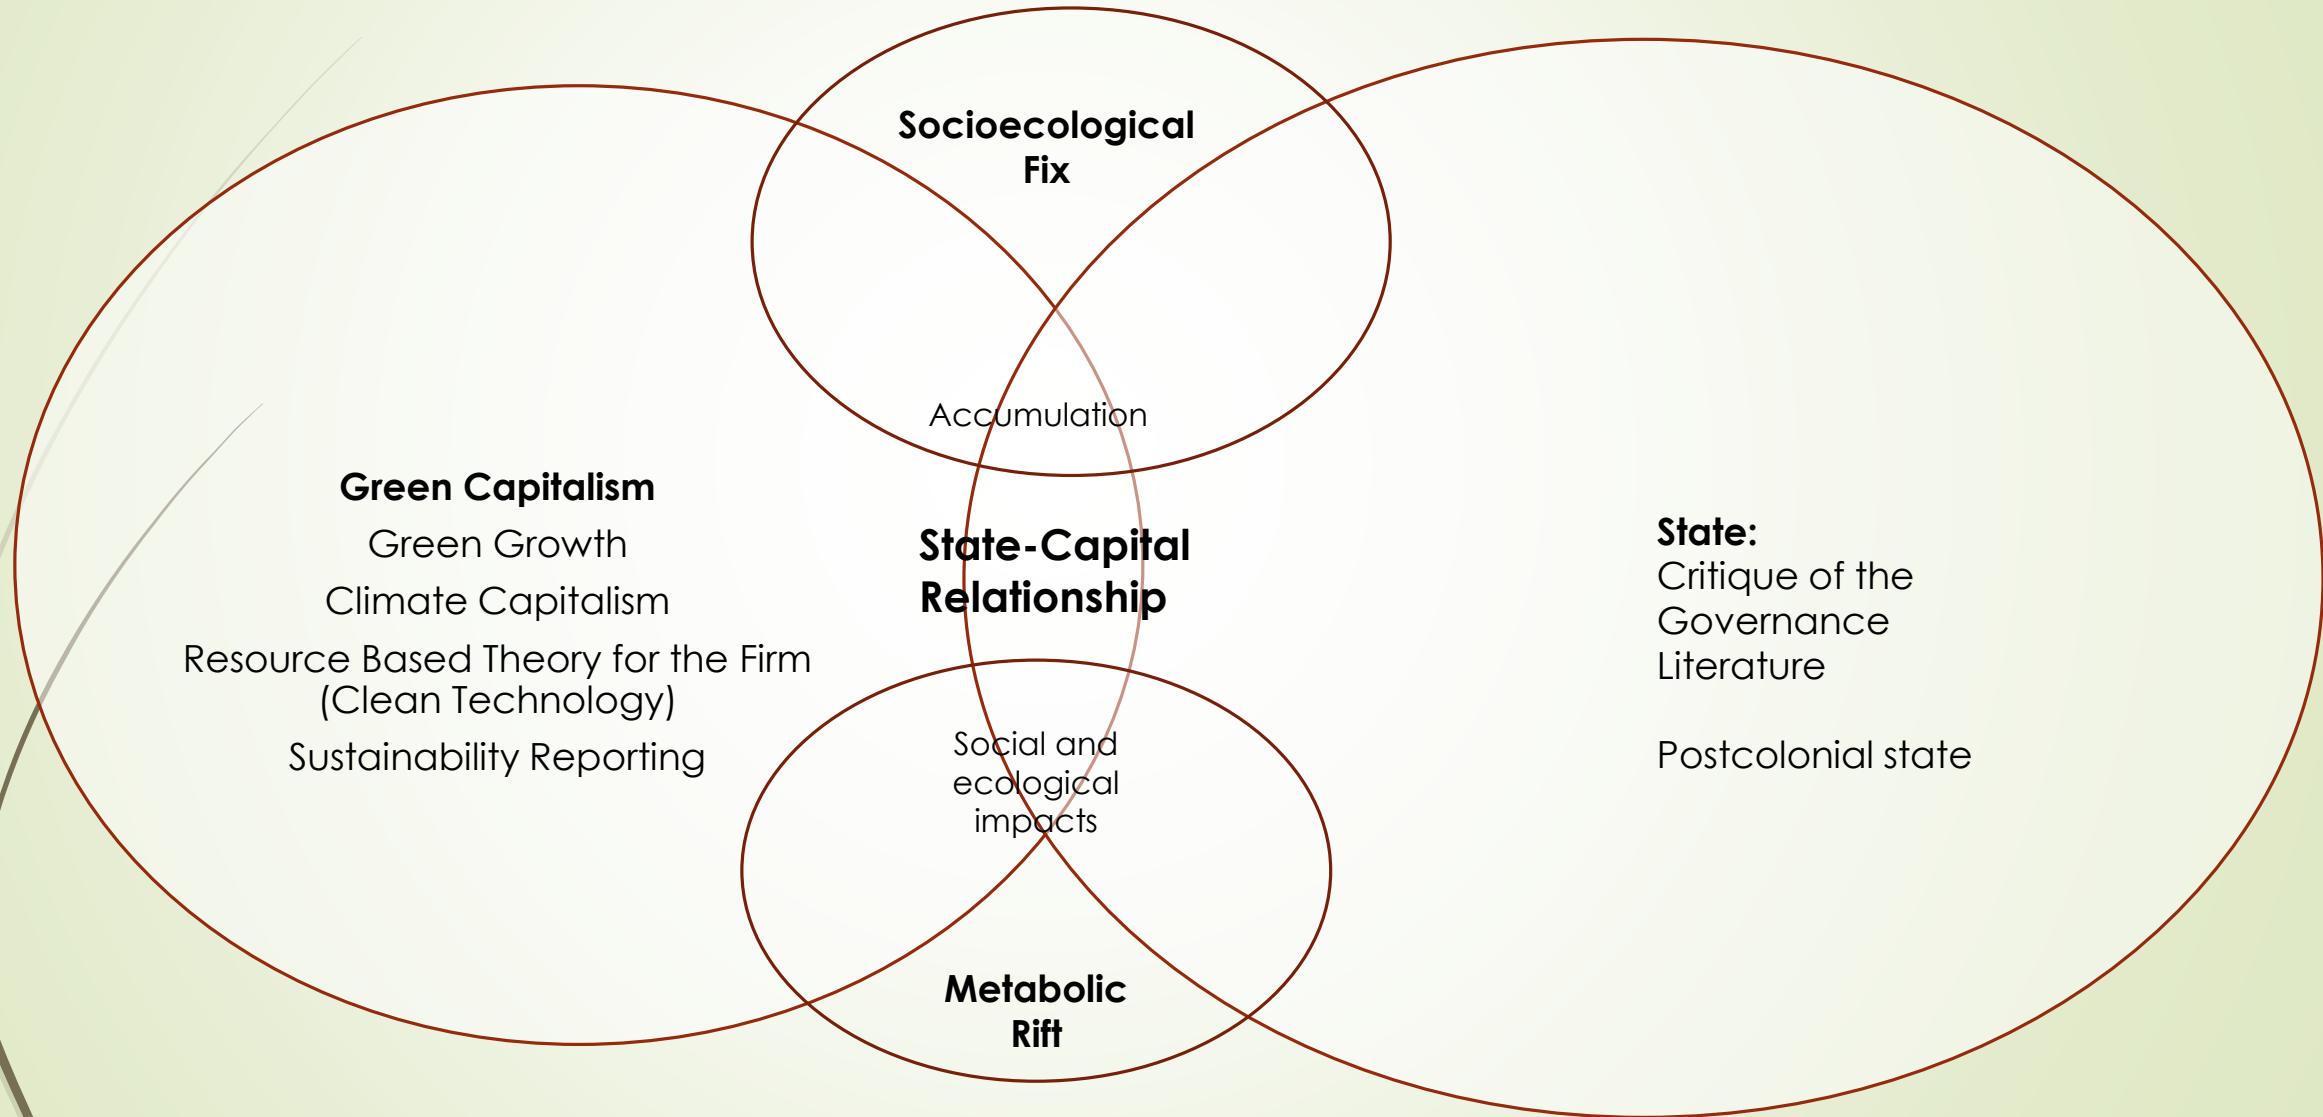 Socioecological
Fix
Accumulation
Green Capitalism
Green Growth
Climate Capitalism
Resource Based Theory for the Firm
(Clean Technology)
Sustainability Reporting
State-Capital
Relationship
State:
Critique of the
Governance
Literature
Postcolonial state
Social and
ecological
impacts
Metabolic
Rift